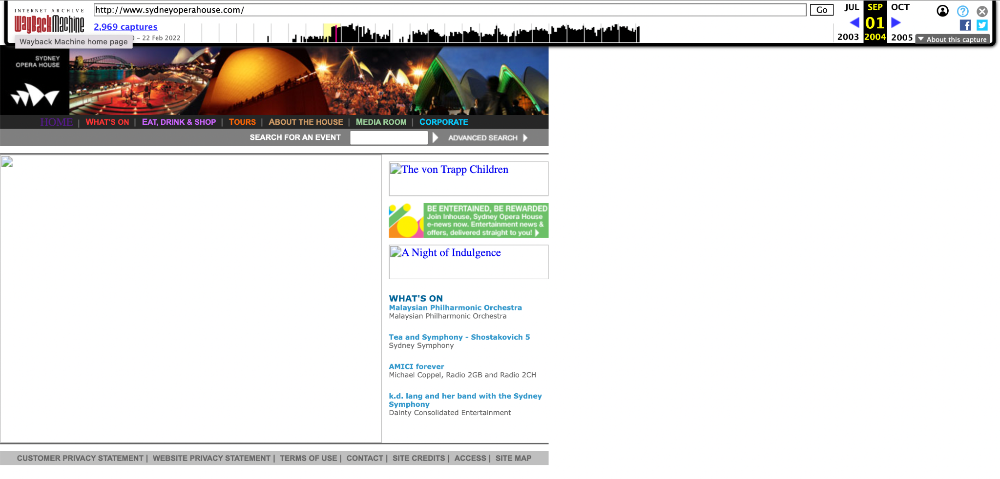 INTERNET ARCHIVE
WayBackMachine
http://www.sydneyoperahouse.com/
Go
JUL SEP OCT
2,969 captures
01
– 22 Feb 2022
2003 2004 2005
About this capture
Wayback Machine home page
SYDNEY
OPERA HOUSE
HOME | WHAT'S ON | EAT, DRINK & SHOP | TOURS | ABOUT THE HOUSE | MEDIA ROOM | CORPORATE
SEARCH FOR AN EVENT
ADVANCED SEARCH
The von Trapp Children
BE ENTERTAINED, BE REWARDED
Join Inhouse, Sydney Opera House
e-news now. Entertainment news &
offers, delivered straight to you!
A Night of Indulgence
WHAT'S ON
Malaysian Philharmonic Orchestra
Malaysian Philharmonic Orchestra
Tea and Symphony - Shostakovich 5
Sydney Symphony
AMICI forever
Michael Coppel, Radio 2GB and Radio 2CH
k.d. lang and her band with the Sydney
Symphony
Dainty Consolidated Entertainment
CUSTOMER PRIVACY STATEMENT | WEBSITE PRIVACY STATEMENT | TERMS OF USE | CONTACT | SITE CREDITS | ACCESS | SITE MAP